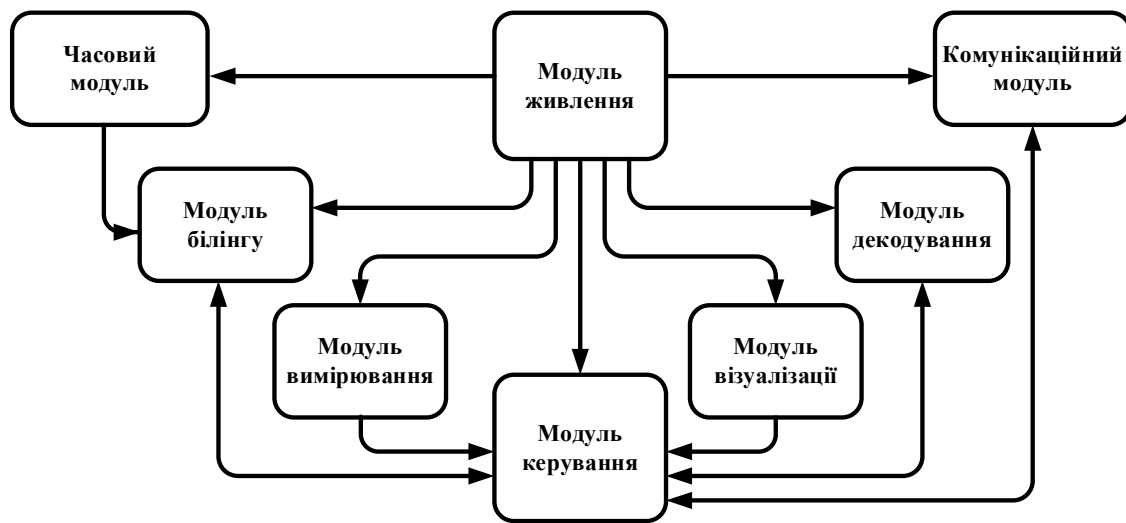 Часовий
модуль
Модуль
живлення
Комунікаційний
модуль
Модуль
білінгу
Модуль
декодування
Модуль
вимірювання
Модуль
візуалізації
Модуль
керування